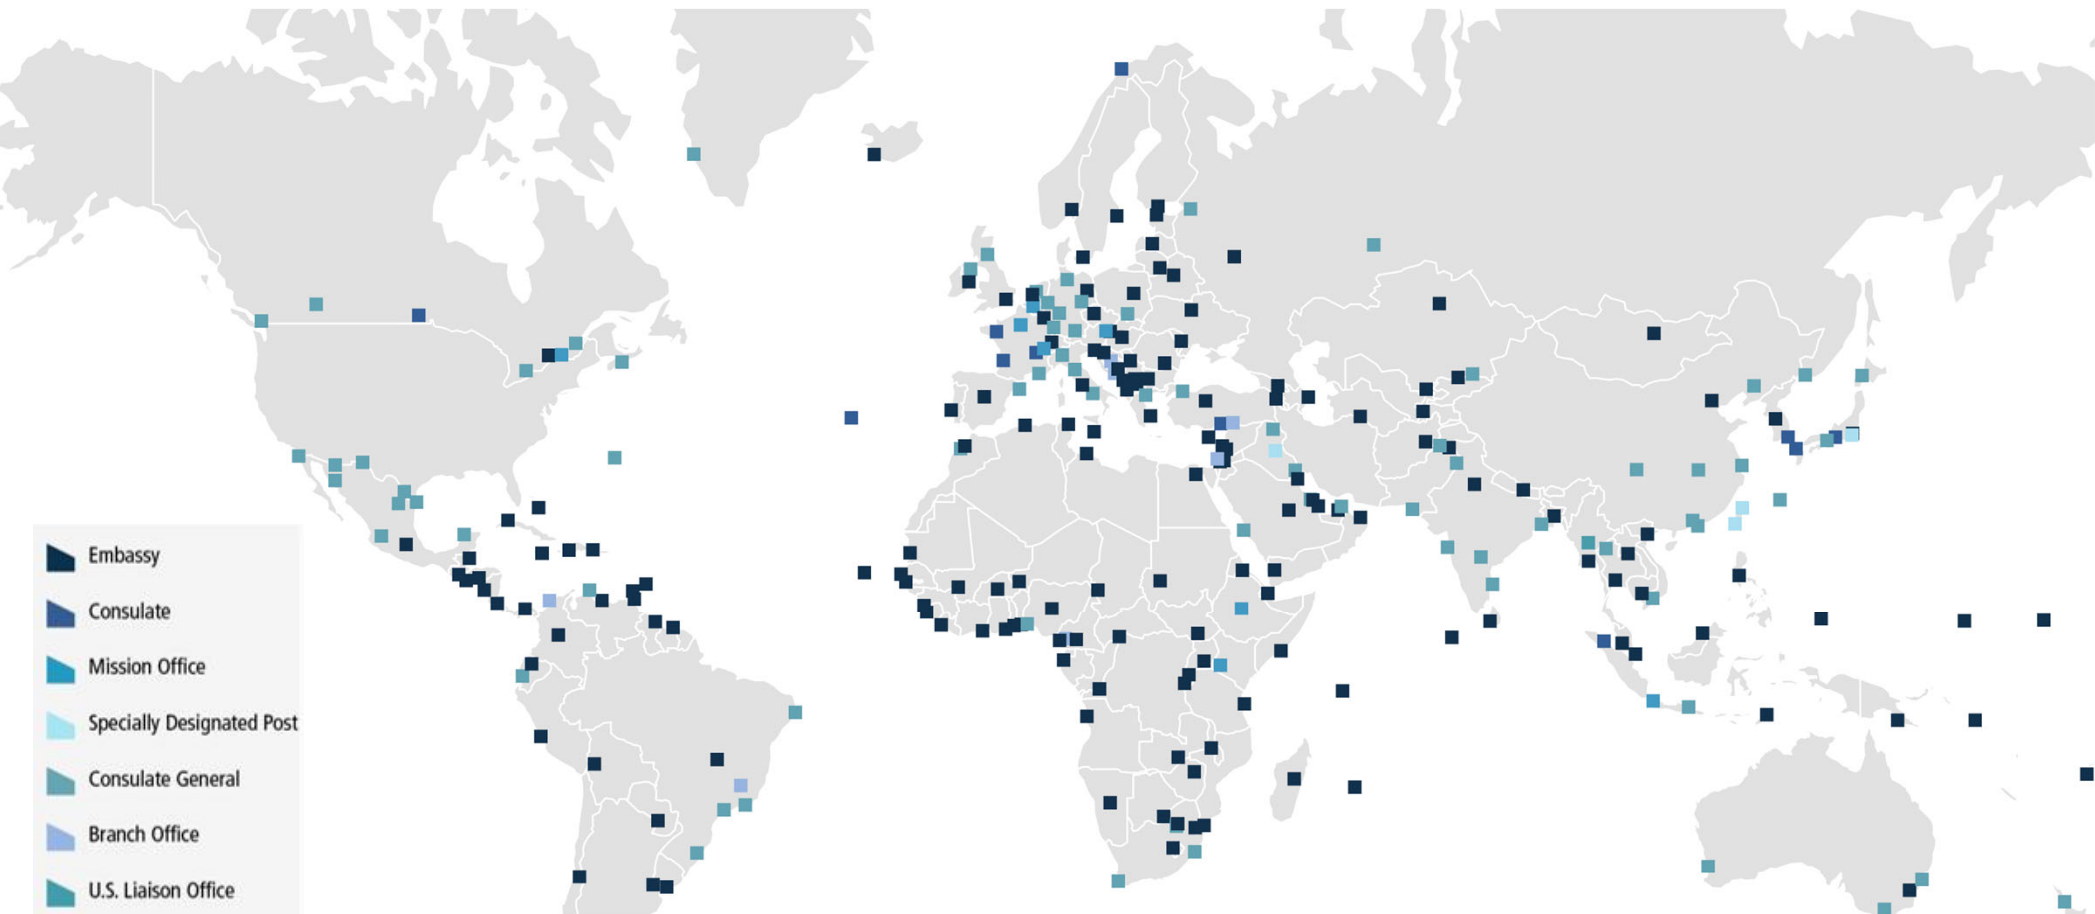 Embassy
Consulate
Mission Office
Specially Designated Post
Consulate General
Branch Office
U.S. Liaison Office